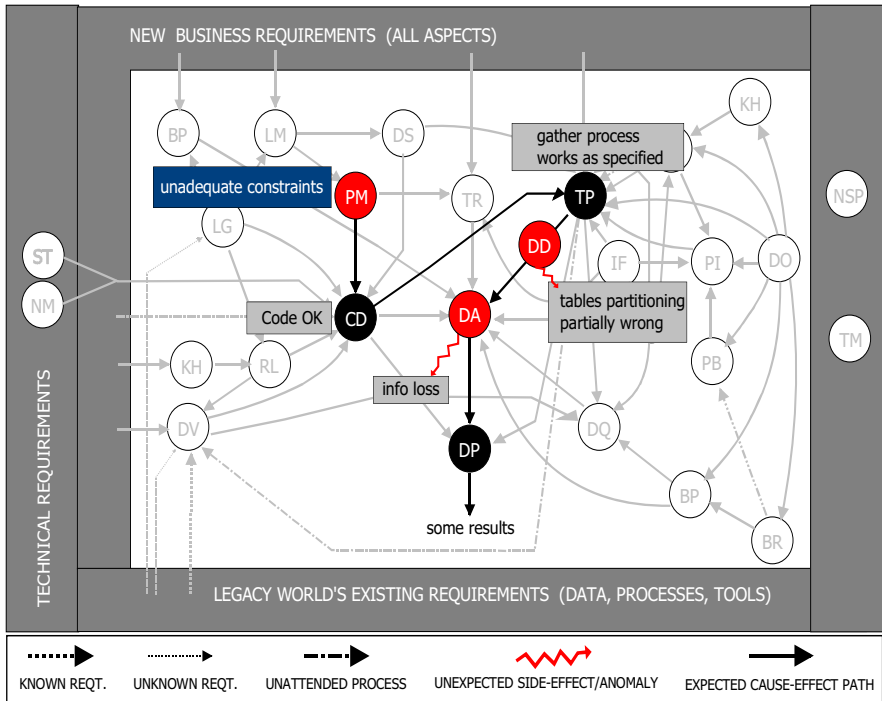 NEW BUSINESS REQUIREMENTS (ALL ASPECTS)
KH
BP
LM
DS
gather process
works as specified
unadequate constraints
PM
TR
TP
NSP
LG
DD
ST
IF
PI
DO
NM
tables partitioning
partially wrong
Code OK
CD
DA
TM
KH
RL
info loss
PB
DV
DQ
DP
BP
some results
BR
TECHNICAL REQUIREMENTS
LEGACY WORLD'S EXISTING REQUIREMENTS (DATA, PROCESSES, TOOLS)
KNOWN REQT.
UNKNOWN REQT.
UNATTENDED PROCESS
UNEXPECTED SIDE-EFFECT/ANOMALY
EXPECTED CAUSE-EFFECT PATH